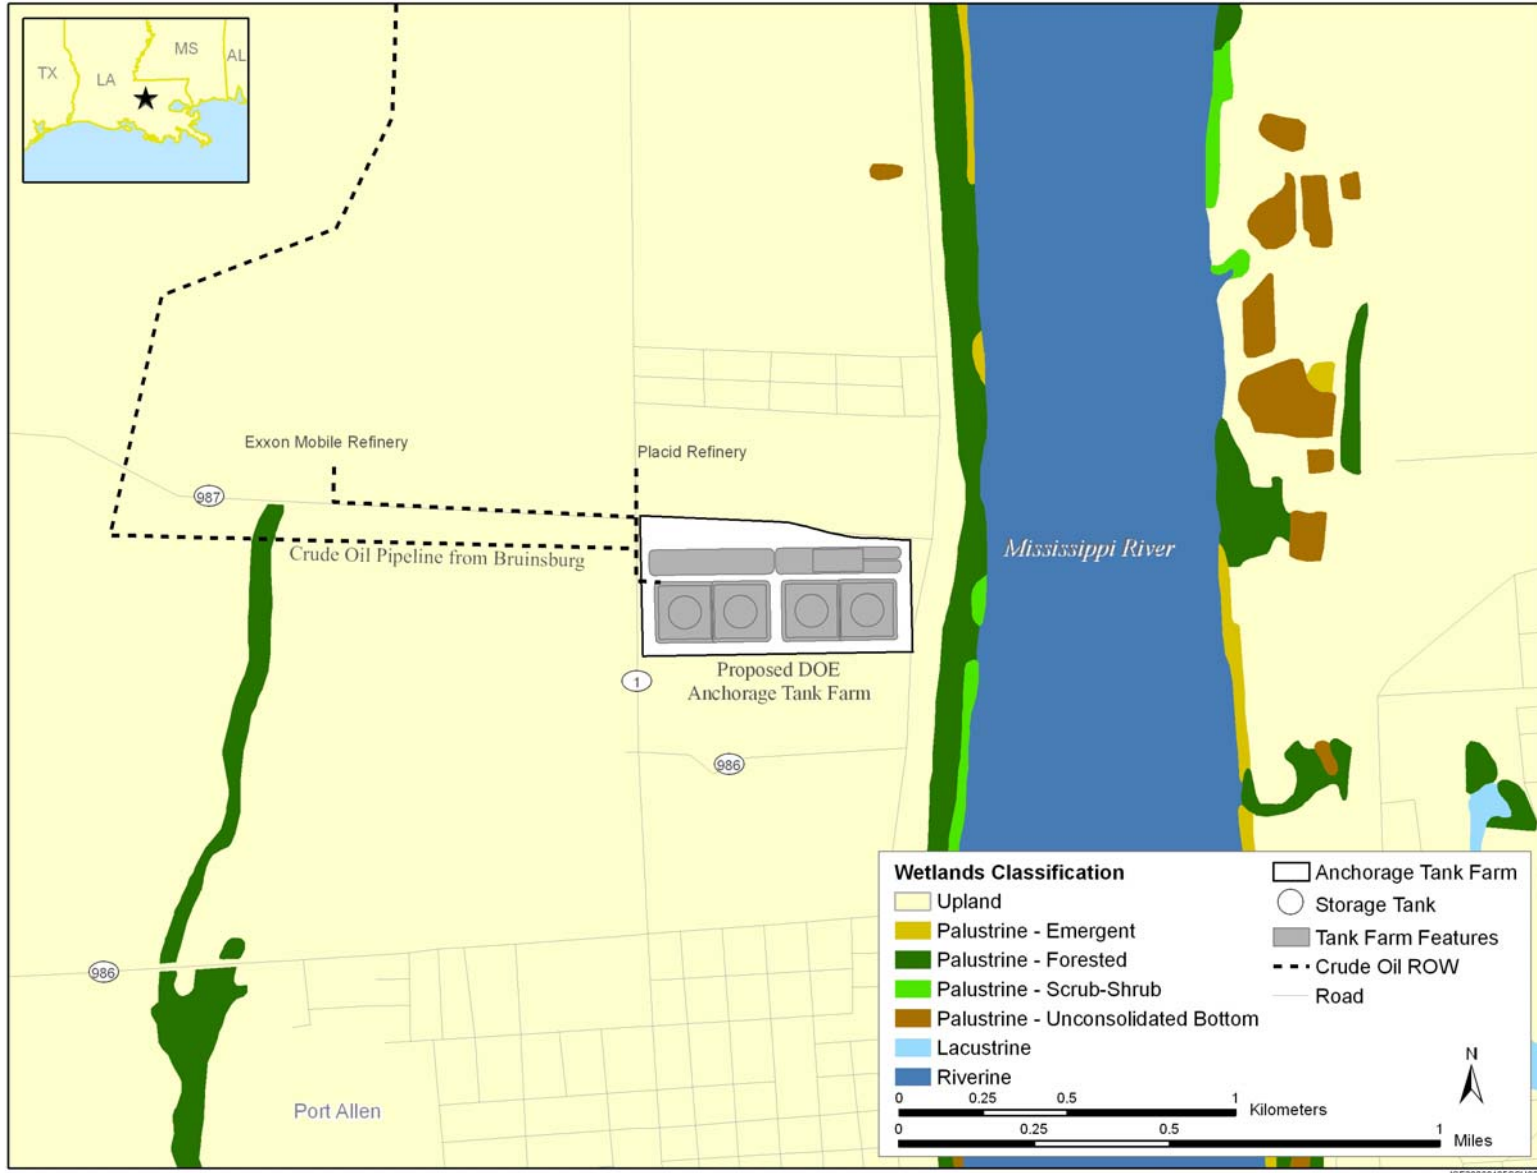 TX
LA
MS
AL
Exxon Mobile Refinery
Placid Refinery
987
Crude Oil Pipeline from Bruinsburg
Mississippi River
1
Proposed DOE
Anchorage Tank Farm
986
986
Port Allen
Wetlands Classification
Upland
Palustrine - Emergent
Palustrine - Forested
Palustrine - Scrub-Shrub
Palustrine - Unconsolidated Bottom
Lacustrine
Riverine
Anchorage Tank Farm
Storage Tank
Tank Farm Features
Crude Oil ROW
Road
N
0 0.25 0.5 1
Kilometers
0 0.25 0.5 1
Miles